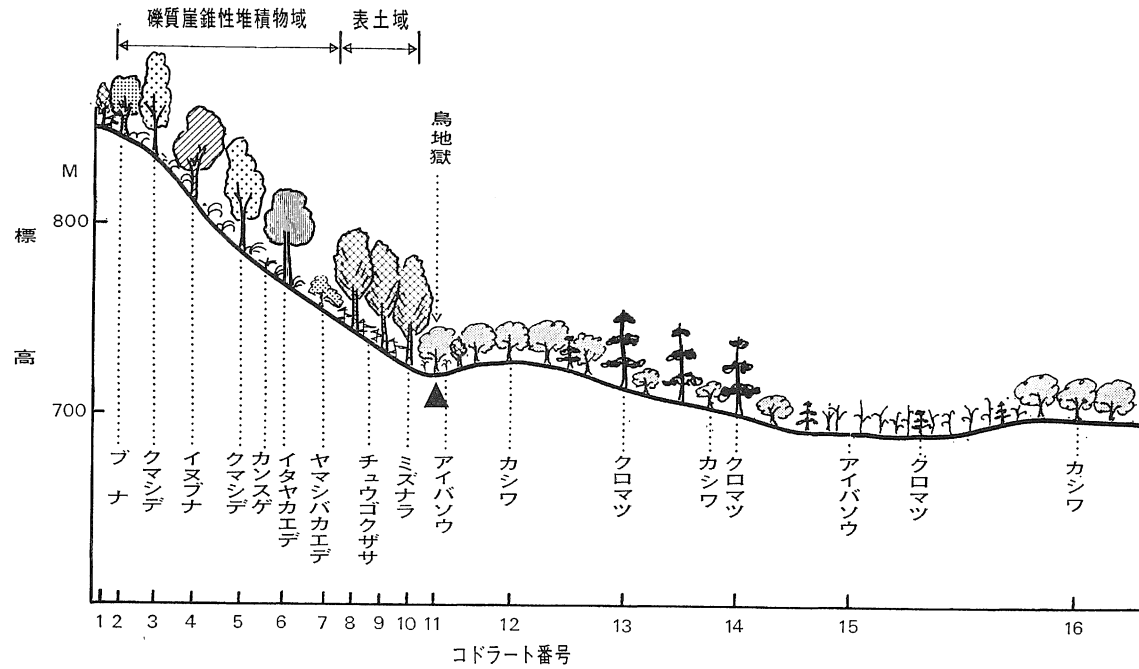 礫質崖錐性堆積物域
表土域
鳥地獄
M
800
標
高
700
ブナ
クマシデ
イヌブナ
クマシデ
カンスゲ
イタヤカエデ
ヤマシバカエデ
チュウゴクザサ
ミズナラ
アイバソウ
カシワ
クロマツ
カシワ
クロマツ
アイバソウ
クロマツ
カシワ
1 2 3 4 5 6 7 8 9 10 11 12 13 14 15 16
コドラート番号